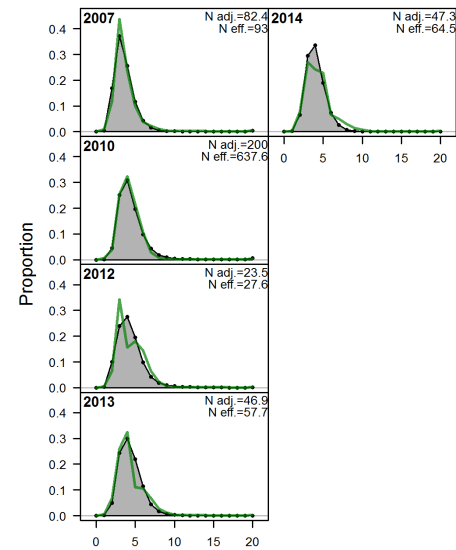 2007
N adj.=82.4
N eff.=93
0.4
0.3
0.2
0.1
0.0
2014
N adj.=47.3
N eff.=64.5
0 5 10 15 20
2010
N adj.=200
N eff.=637.6
0.4
0.3
0.2
0.1
0.0
Proportion
2012
N adj.=23.5
N eff.=27.6
0.4
0.3
0.2
0.1
0.0
2013
N adj.=46.9
N eff.=57.7
0.4
0.3
0.2
0.1
0.0
0 5 10 15 20